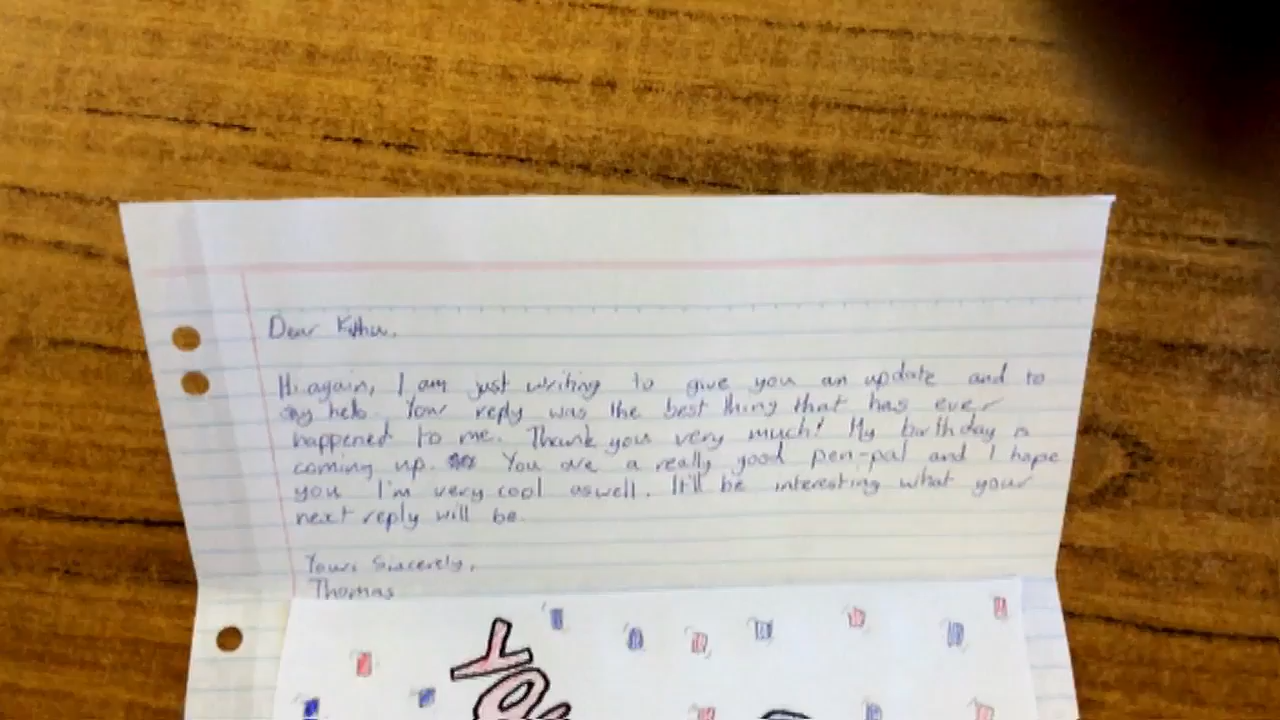 Dear
Hi again, I am just writing to give you an update and to
say hello. Your reply was the best thing that has ever
happened to me. Thank you very much! My birthday is
coming up. You are a really good pen-pal and I hope
you I'm very cool aswell. It'll be interesting what your
next reply will be.
Yours Sincerely,
Thomas